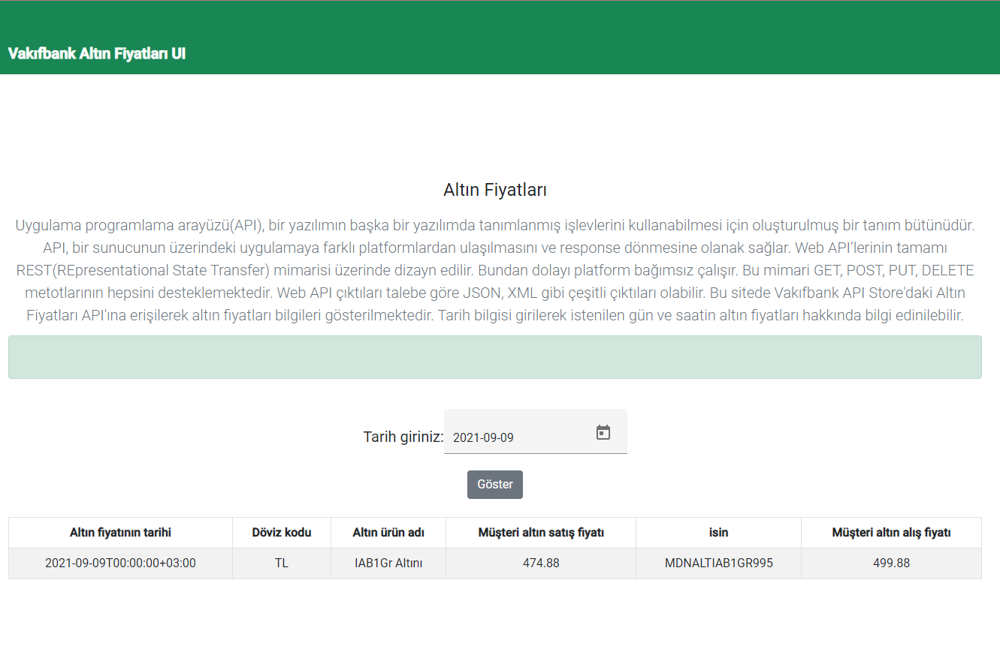 Vakıfbank Altın Fiyatları UI
Altın Fiyatları
Uygulama programlama arayüzü(API), bir yazılımın başka bir yazılımda tanımlanmış işlevlerini kullanabilmesi için oluşturulmuş bir tanım bütünüdür.
API, bir sunucunun üzerindeki uygulamaya farklı platformlardan ulaşılmasını ve response dönmesine olanak sağlar. Web API’lerinin tamamı
REST(REpresentational State Transfer) mimarisi üzerinde dizayn edilir. Bundan dolayı platform bağımsız çalışır. Bu mimari GET, POST, PUT, DELETE
metotlarının hepsini desteklemektedir. Web API çıktıları talebe göre JSON, XML gibi çeşitli çıktıları olabilir. Bu sitede Vakıfbank API Store'daki Altın
Fiyatları API'ına erişilerek altın fiyatları bilgileri gösterilmektedir. Tarih bilgisi girilerek istenilen gün ve saatin altın fiyatları hakkında bilgi edinilebilir.
Tarih giriniz: 2021-09-09
Göster
Altın fiyatının tarihi Döviz kodu Altın ürün adı Müşteri altın satış fiyatı isin Müşteri altın alış fiyatı
2021-09-09T00:00:00+03:00 TL IAB1Gr Altını 474.88 MDNALTIAB1GR995 499.88